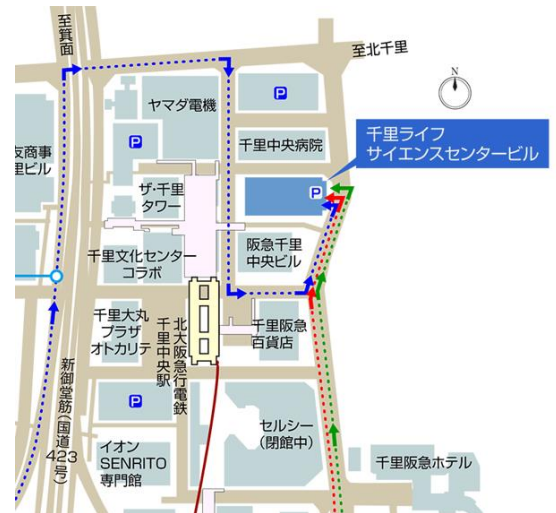 至箕面
至北千里
N
ヤマダ電機
P
千里中央病院
千里ライフ
サイエンスセンタービル
P
P
友商事
里ビル
ザ・千里
タワー
千里文化センター
コラボ
阪急千里
中央ビル
千里大丸
プラザ
オトカリテ
北大阪急行電鉄
千里中央駅
千里阪急
百貨店
新御堂筋(国道
423号)
P
セルシー
(閉館中)
イオン
SENRITO
専門館
千里阪急ホテル